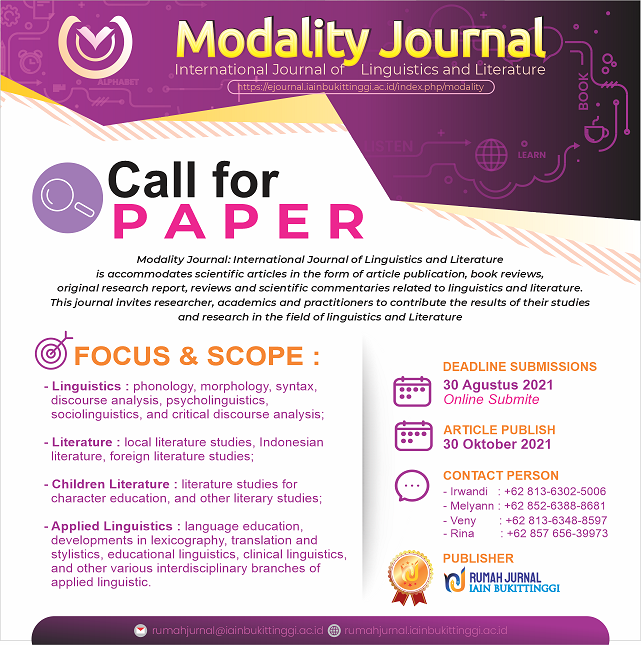 Modality Journal
International Journal of Linguistics and Literature
https://ejournal.iainbukittinggi.ac.id/index.php/modality
ALPHABET
BOOK
LISTEN
LEARN
Call for
PAPER
Modality Journal: International Journal of Linguistics and Literature
is accommodates scientific articles in the form of article publication, book reviews,
original research report, reviews and scientific commentaries related to linguistics and literature.
This journal invites researcher, academics and practitioners to contribute the results of their studies
and research in the field of linguistics and Literature
FOCUS & SCOPE :
- Linguistics : phonology, morphology, syntax,
discourse analysis, psycholinguistics,
sociolinguistics, and critical discourse analysis;
- Literature : local literature studies, Indonesian
literature, foreign literature studies;
- Children Literature : literature studies for
character education, and other literary studies;
- Applied Linguistics : language education,
developments in lexicography, translation and
stylistics, educational linguistics, clinical linguistics,
and other various interdisciplinary branches of
applied linguistic.
DEADLINE SUBMISSIONS
30 Agustus 2021
Online Submite
ARTICLE PUBLISH
30 Oktober 2021
CONTACT PERSON
- Irwandi : +62 813-6302-5006
- Melyann : +62 852-6388-8681
- Veny : +62 813-6348-8597
- Rina : +62 857 656-39973
PUBLISHER
RUMAH JURNAL
IAIN BUKITTINGGI
rumahjurnal@iainbukittinggi.ac.id rumahjurnal.iainbukittinggi.ac.id